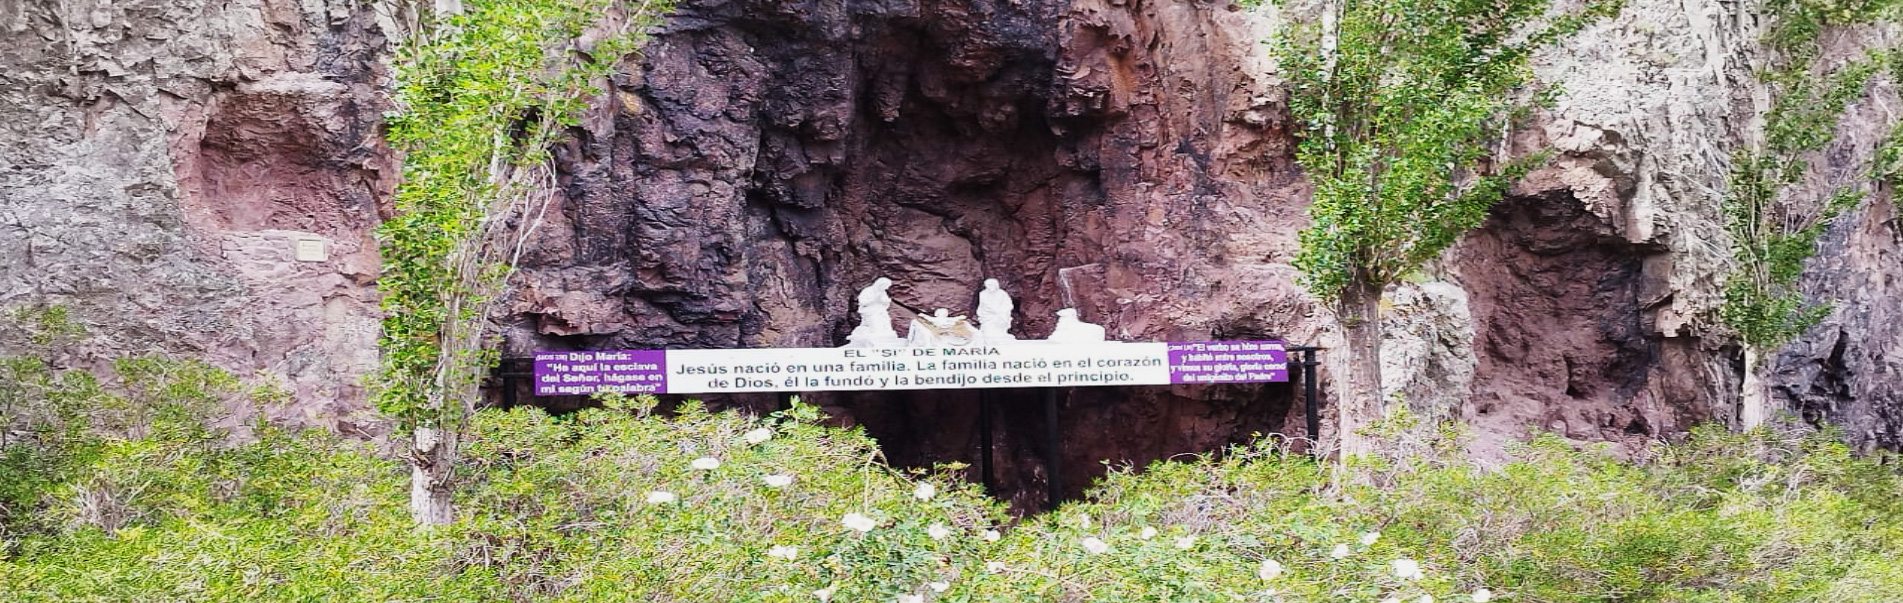 Dijo María:
"He aquí la esclava
del Señor, hágase en
mi según tu palabra"
EL "SI" DE MARÍA
Jesús nació en una familia. La familia nació en el corazón
de Dios, él la fundó y la bendijo desde el principio.
"El verbo se hizo carne,
y habitó entre nosotros,
y vimos su gloria, gloria como
del unigénito del Padre"